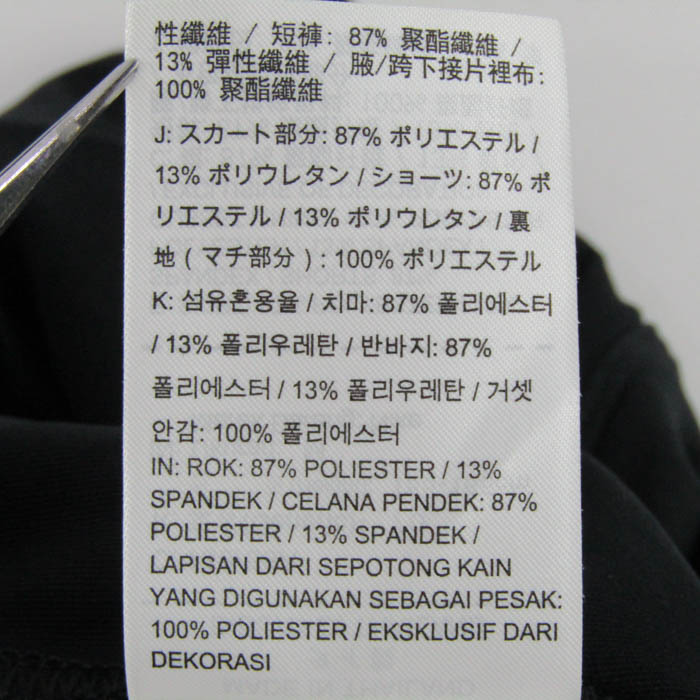 性纖維 / 短褲: 87% 聚酯纖維 /
13% 彈性纖維 / 腋/跨下接片裡布:
100% 聚酯纖維
J: スカート部分: 87% ポリエステル /
13% ポリウレタン / ショーツ: 87% ポ
リエステル / 13% ポリウレタン / 裏
地 ( マチ部分 ) : 100% ポリエステル
K: 섬유혼용율 / 치마: 87% 폴리에스터
/ 13% 폴리우레탄 / 반바지: 87%
폴리에스터 / 13% 폴리우레탄 / 거셋
안감: 100% 폴리에스터
IN: ROK: 87% POLIESTER / 13%
SPANDEK / CELANA PENDEK: 87%
POLIESTER / 13% SPANDEK /
LAPISAN DARI SEPOTONG KAIN
YANG DIGUNAKAN SEBAGAI PESAK:
100% POLIESTER / EKSKLUSIF DARI
DEKORASI